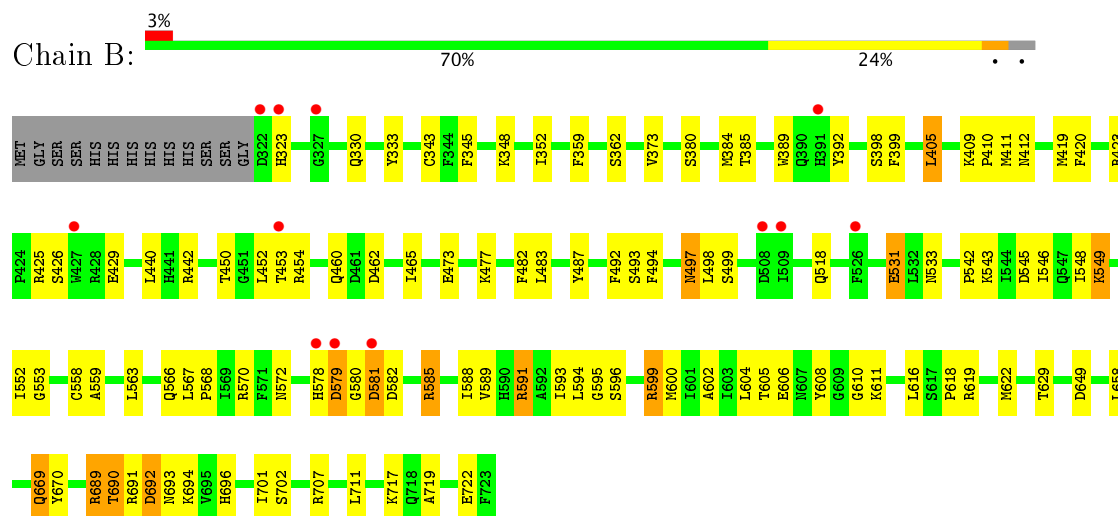 3%
Chain B:
70% 24% • •
MET GLY SER SER HIS HIS HIS HIS HIS HIS SER SER GLY D322 H323 G327 Q330 Y333 C343 F344 F345 K348 I352 F359 S362 V373 S380 M384 T385 W389 Q390 H391 Y392 S398 F399 L405 K409 P410 M411 N412 M419 F420
P424 R425 S426 W427 R428 E429 L440 H441 R442 T450 G451 L452 T453 R454 Q460 D461 D462 I465 E473 K477 F482 L483 Y487 F492 S493 F494 N497 L498 S499 D508 I509 Q518 F526 E531 L532 N533 P542 K543 I544 D545 I546 Q547 I548 K549
I552 G553 C558 A559 L563 Q566 L567 P568 I569 R570 F571 N572 H578 D579 G580 D581 D582 R585 I588 V589 H590 R591 A592 I593 L594 G595 S596 R599 M600 I601 A602 I603 L604 T605 E606 N607 Y608 G609 G610 K611 L616 S617 P618 R619 M622 T629 D649 L658
Q669 Y670 R689 T690 R691 D692 N693 K694 V695 H696 I701 S702 R707 L711 K717 Q718 A719 E722 F723